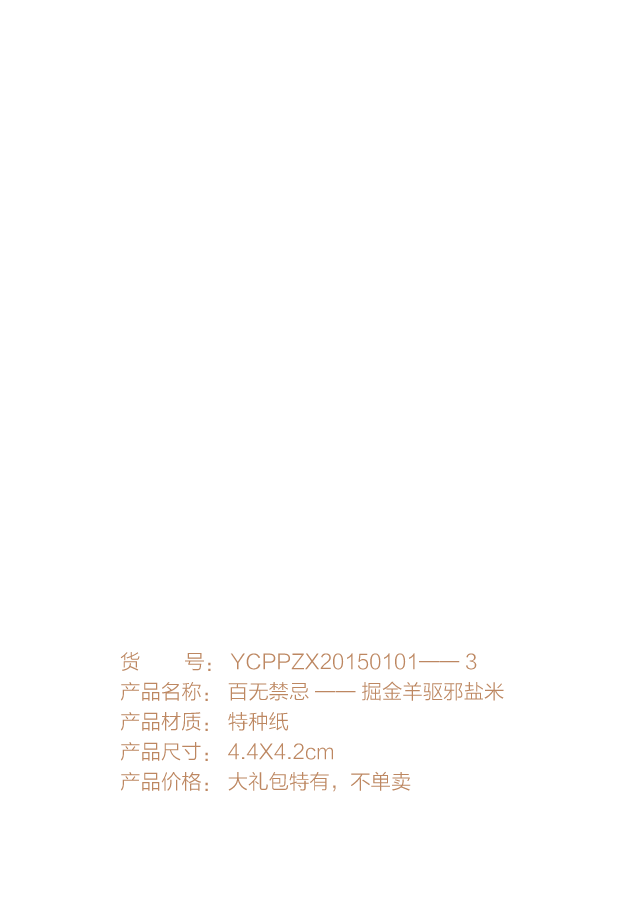 货 号： YCPPZX20150101—— 3
产品名称： 百无禁忌 —— 掘金羊驱邪盐米
产品材质： 特种纸
产品尺寸： 4.4X4.2cm
产品价格： 大礼包特有，不单卖